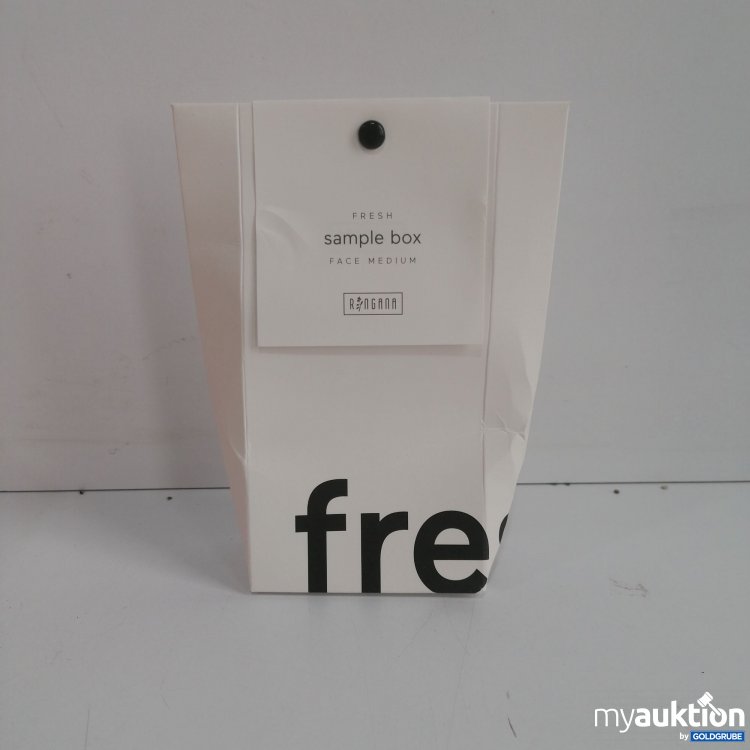 FRESH
sample box
FACE MEDIUM
RINGANA
fres
myauktion
by GOLDGRUBE